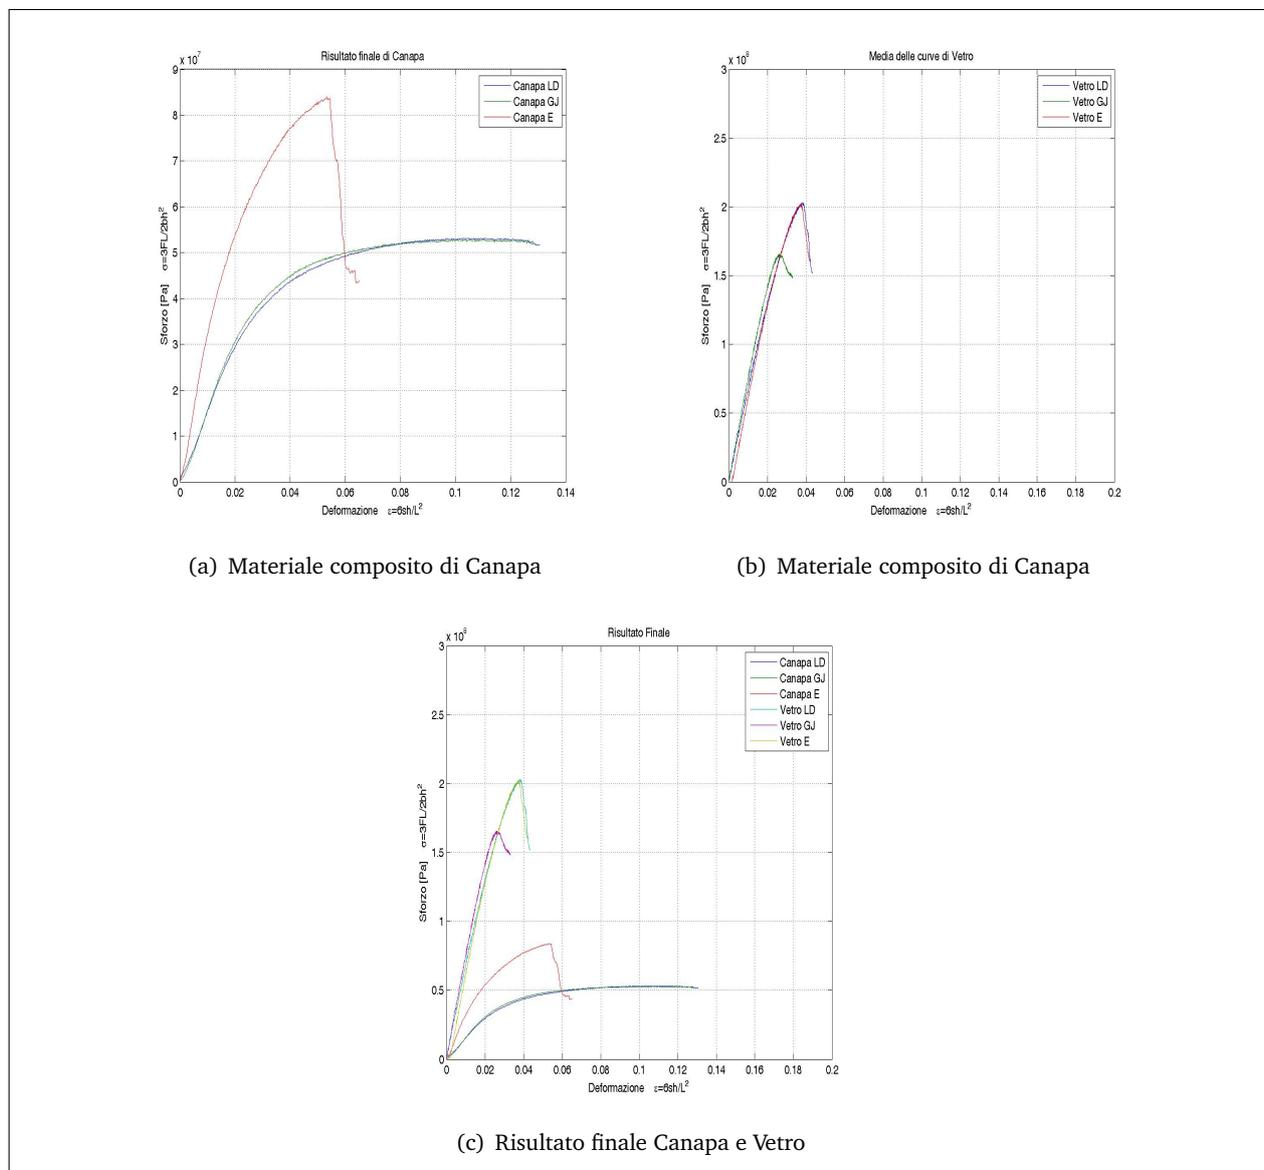 Risultato finale di Canapa
x 10^7
9
8
7
6
5
4
3
2
1
0
Sforzo [Pa] σ=3FL/2bh²
Canapa LD
Canapa GJ
Canapa E
0 0.02 0.04 0.06 0.08 0.1 0.12 0.14
Deformazione ε=6sh/L²
(a) Materiale composito di Canapa
Media delle curve di Vetro
x 10^8
3
2.5
2
1.5
1
0.5
0
Sforzo [Pa] σ=3FL/2bh²
Vetro LD
Vetro GJ
Vetro E
0 0.02 0.04 0.06 0.08 0.1 0.12 0.14 0.16 0.18 0.2
Deformazione ε=6sh/L²
(b) Materiale composito di Canapa
Risultato Finale
x 10^8
3
2.5
2
1.5
1
0.5
0
Sforzo [Pa] σ=3FL/2bh²
Canapa LD
Canapa GJ
Canapa E
Vetro LD
Vetro GJ
Vetro E
0 0.02 0.04 0.06 0.08 0.1 0.12 0.14 0.16 0.18 0.2
Deformazione ε=6sh/L²
(c) Risultato finale Canapa e Vetro